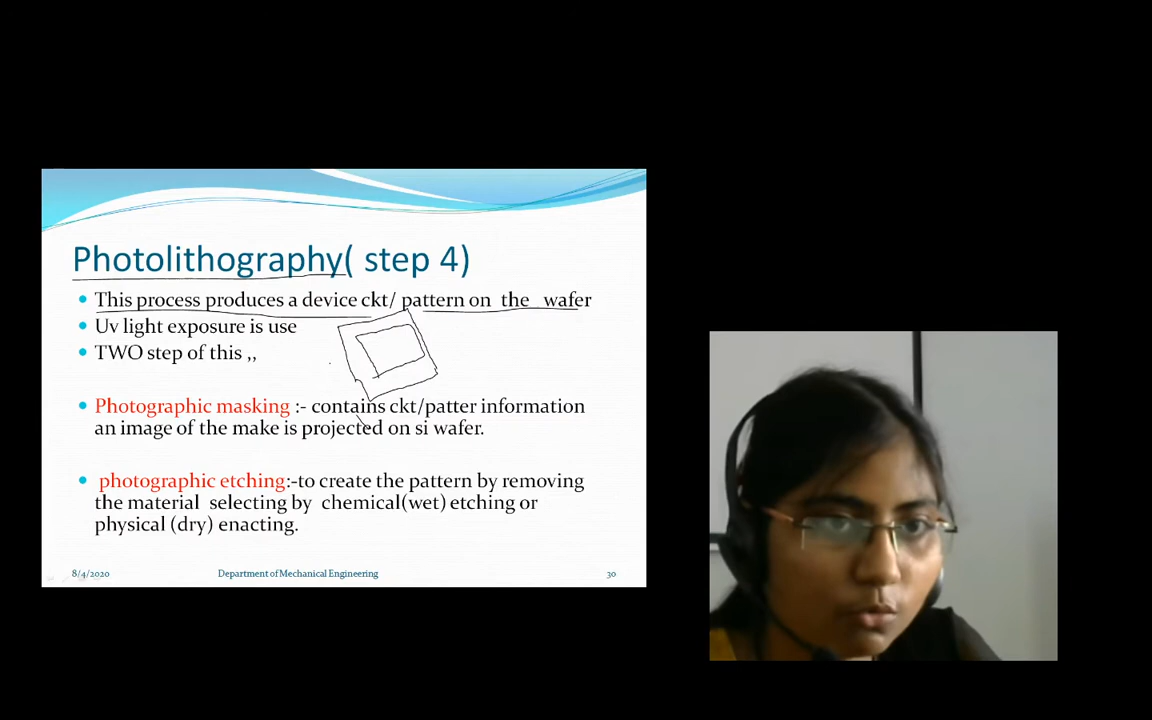 Photolithography( step 4)
This process produces a device ckt/ pattern on the wafer
Uv light exposure is use
TWO step of this ,,
Photographic masking :- contains ckt/patter information
an image of the make is projected on si wafer.
photographic etching:-to create the pattern by removing
the material selecting by chemical(wet) etching or
physical (dry) enacting.
8/4/2020 Department of Mechanical Engineering 30